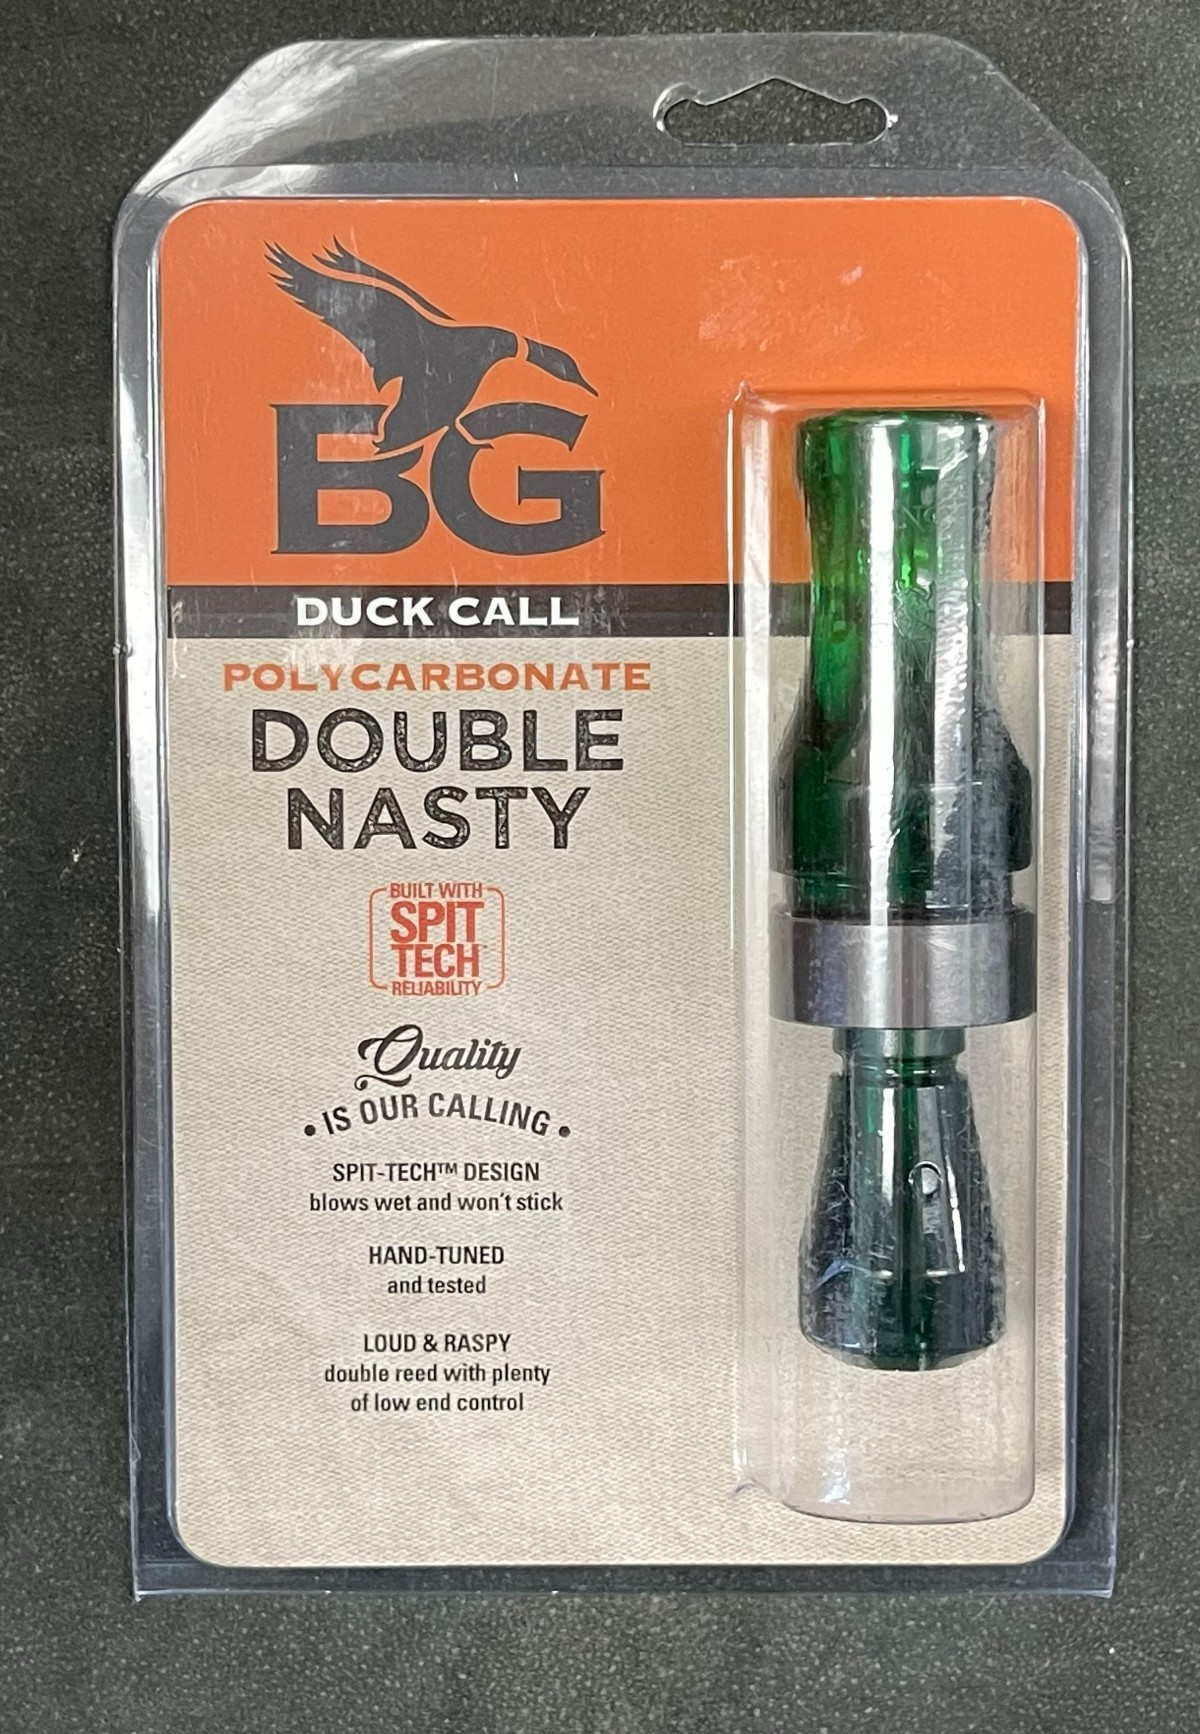 BG
DUCK CALL
POLYCARBONATE
DOUBLE
NASTY
BUILT WITH
SPIT
TECH
RELIABILITY
Quality
• IS OUR CALLING •
SPIT-TECH™ DESIGN
blows wet and won't stick
HAND-TUNED
and tested
LOUD & RASPY
double reed with plenty
of low end control